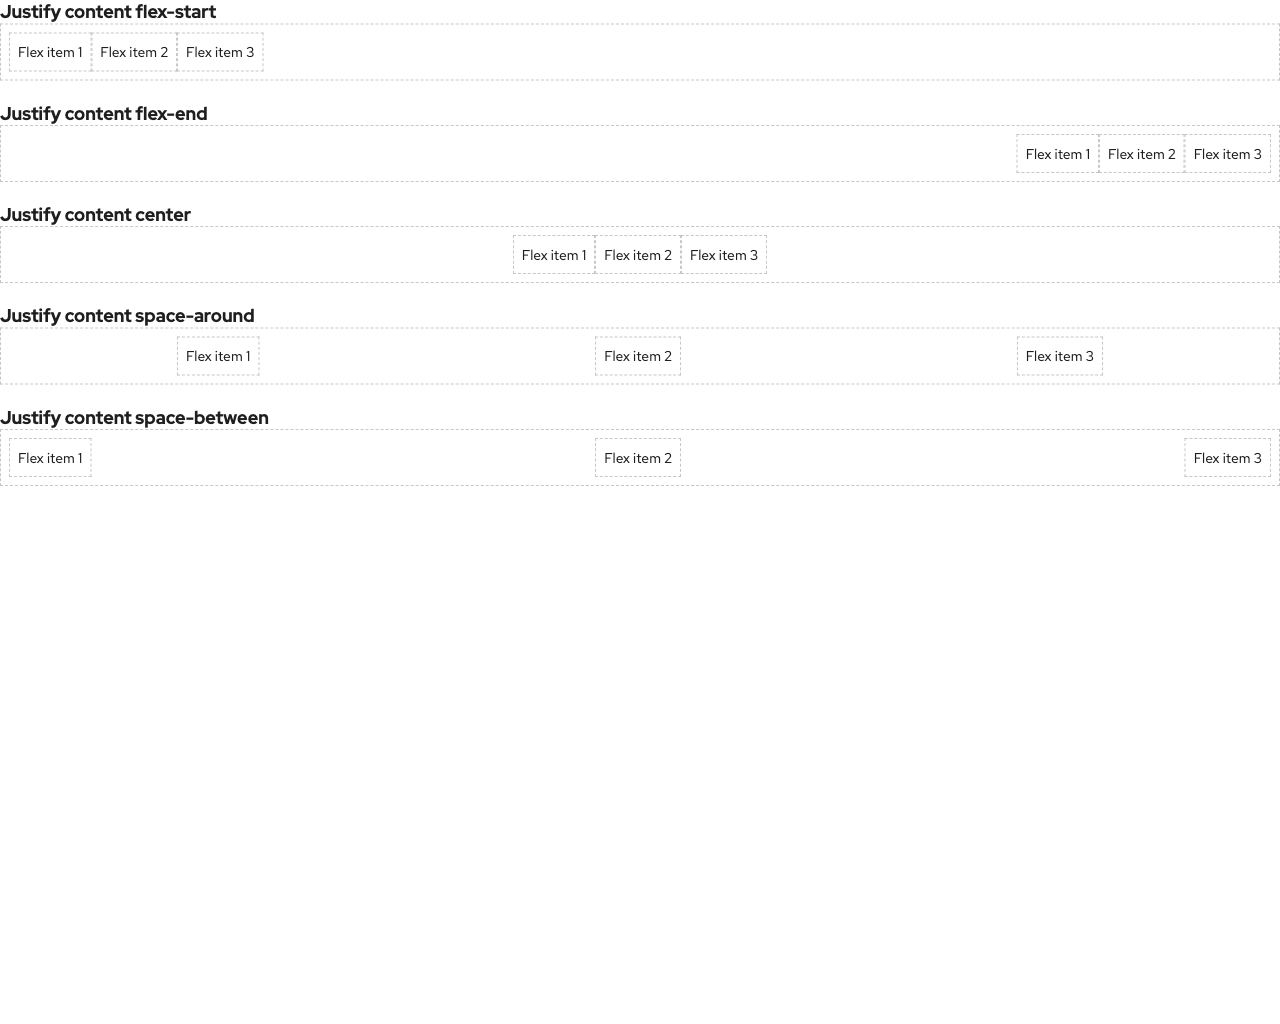 Justify content flex-start
Flex item 1 Flex item 2 Flex item 3
Justify content flex-end
Flex item 1 Flex item 2 Flex item 3
Justify content center
Flex item 1 Flex item 2 Flex item 3
Justify content space-around
Flex item 1 Flex item 2 Flex item 3
Justify content space-between
Flex item 1 Flex item 2 Flex item 3